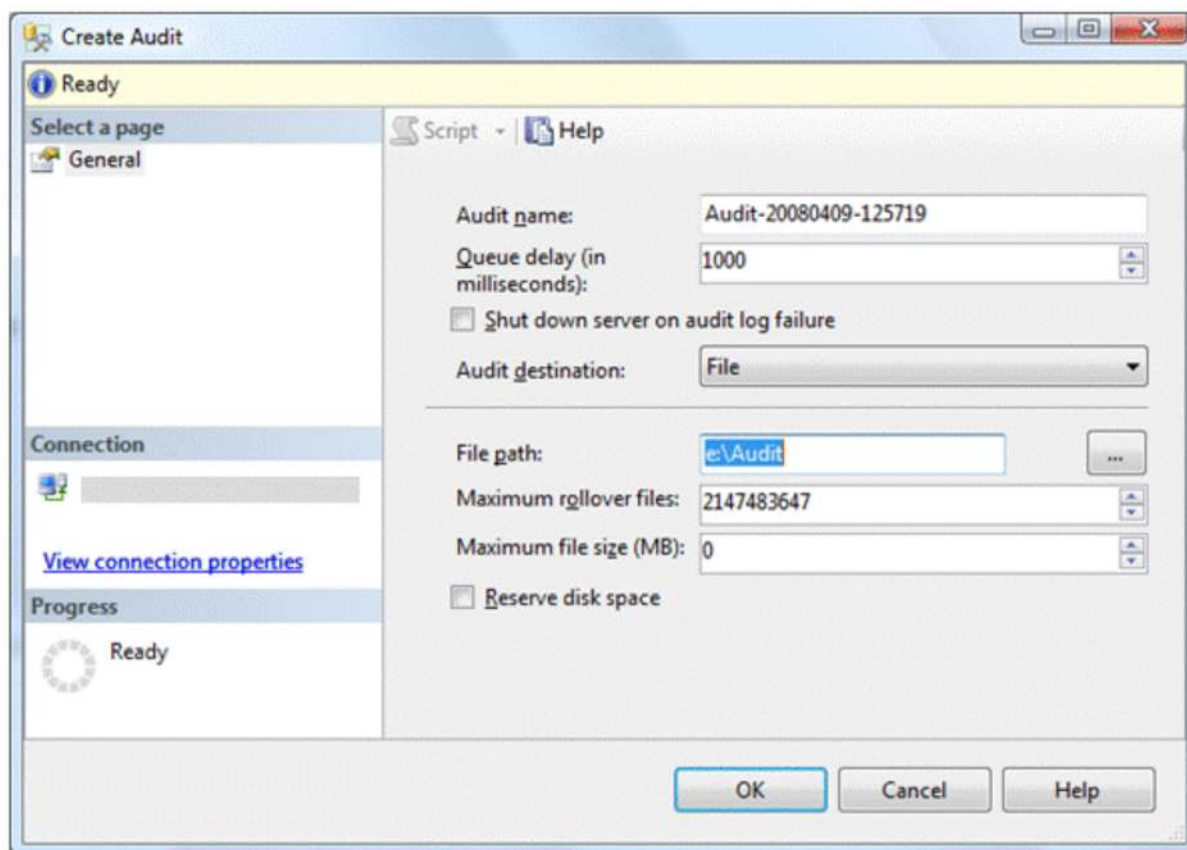 Create Audit
Ready
Select a page
General
Script
Help
Audit name:
Audit-20080409-125719
Queue delay (in
milliseconds):
1000
Shut down server on audit log failure
Audit destination:
File
Connection
View connection properties
File path:
e:\Audit
...
Maximum rollover files:
2147483647
Maximum file size (MB):
0
Reserve disk space
Progress
Ready
OK
Cancel
Help